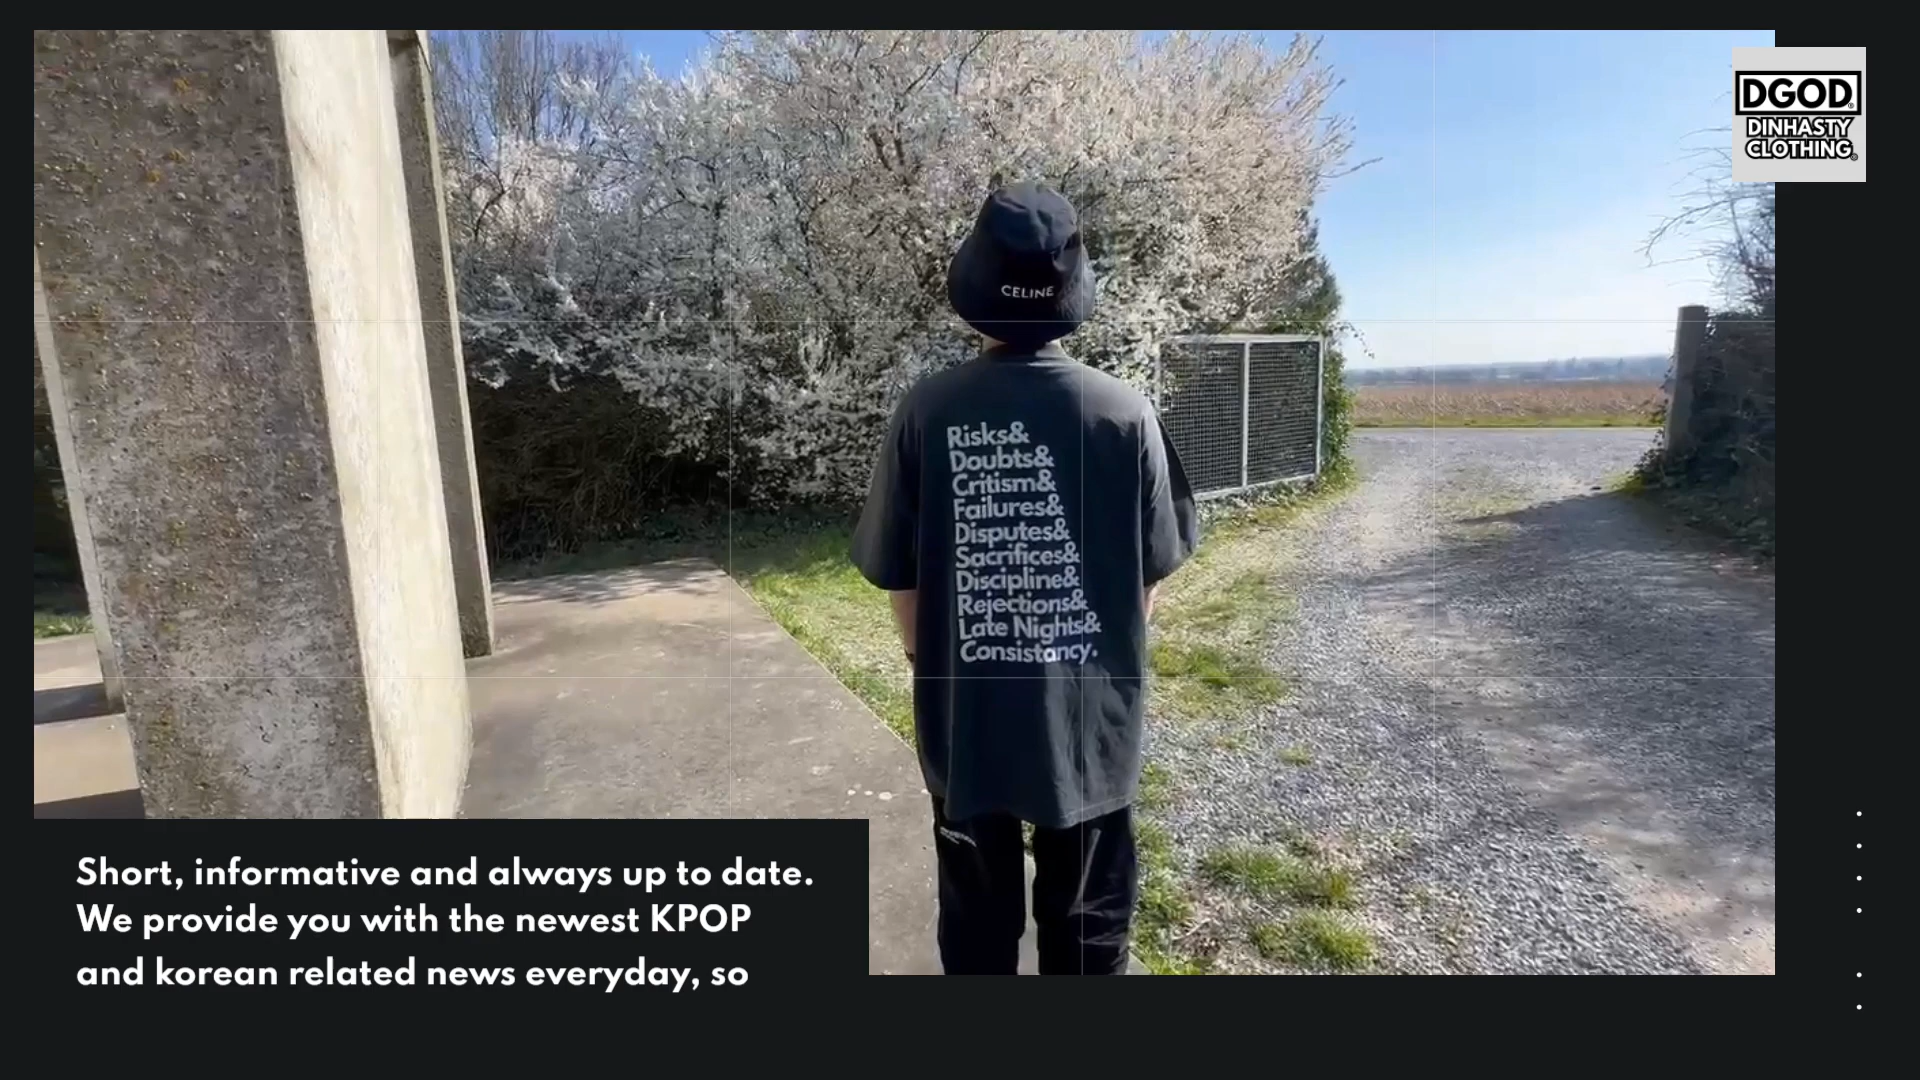 DGOD®
DINHASTY
CLOTHING®
CELINE
Risks&
Doubts&
Critism&
Failures&
Disputes&
Sacrifices&
Discipline&
Rejections&
Late Nights&
Consistancy.
Short, informative and always up to date.
We provide you with the newest KPOP
and korean related news everyday, so